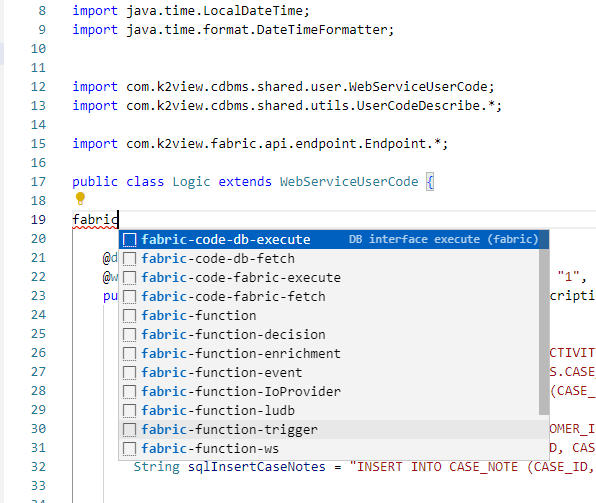 8 import java.time.LocalDateTime;
9 import java.time.format.DateTimeFormatter;
10
11
12 import com.k2view.cdbms.shared.user.WebServiceUserCode;
13 import com.k2view.cdbms.shared.utils.UserCodeDescribe.*;
14
15 import com.k2view.fabric.api.endpoint.Endpoint.*;
16
17 public class Logic extends WebServiceUserCode {
18
19 fabric
20 fabric-code-db-execute DB interface execute (fabric)
21 @d fabric-code-db-fetch
22 @w fabric-code-fabric-execute "1",
23 pu fabric-code-fabric-fetch cripti
24 fabric-function
25 fabric-function-decision
26 fabric-function-enrichment CTIVIT
27 fabric-function-event S.CASE_
28 fabric-function-IoProvider (CASE_
29 fabric-function-ludb
30 fabric-function-trigger OMER_I
31 fabric-function-ws D, CAS
32 String sqlInsertCaseNotes = "INSERT INTO CASE_NOTE (CASE_ID,
33